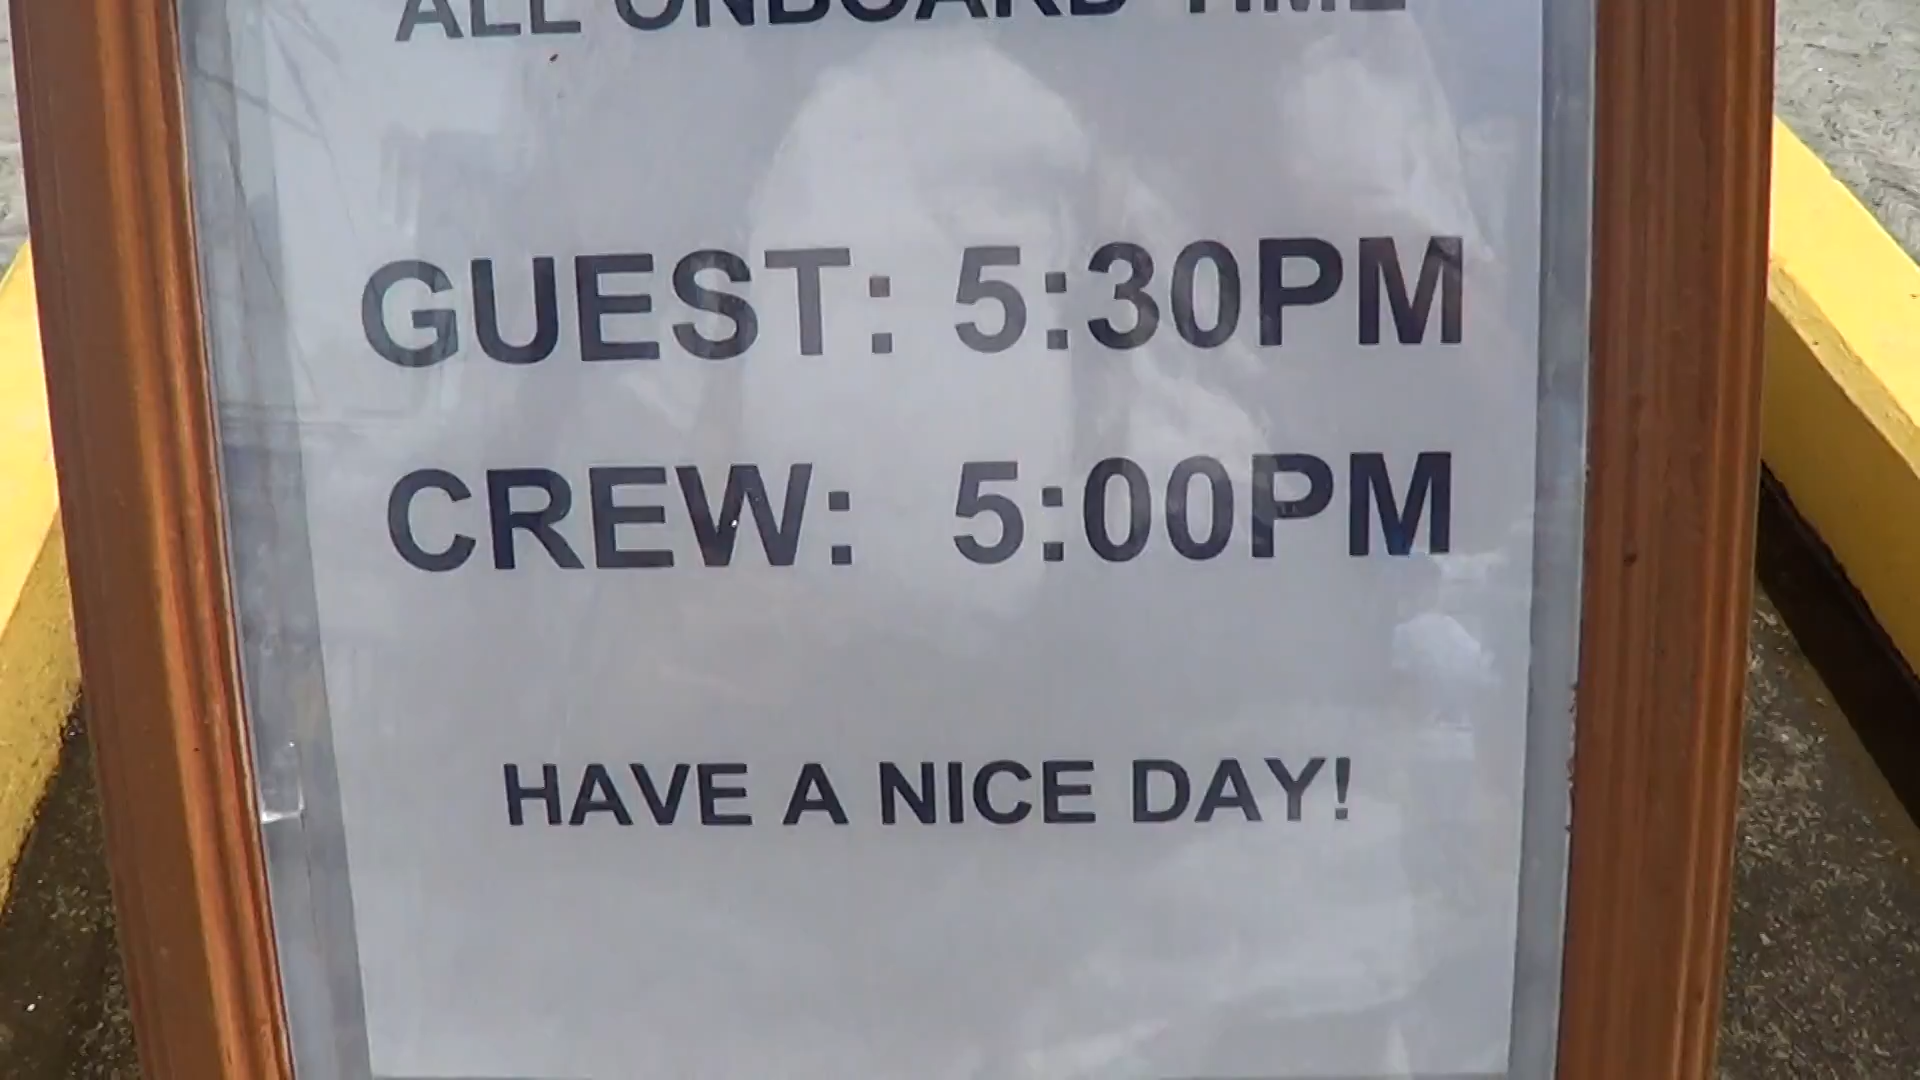 ALL ONBOARD TIME
GUEST: 5:30PM
CREW: 5:00PM
HAVE A NICE DAY!